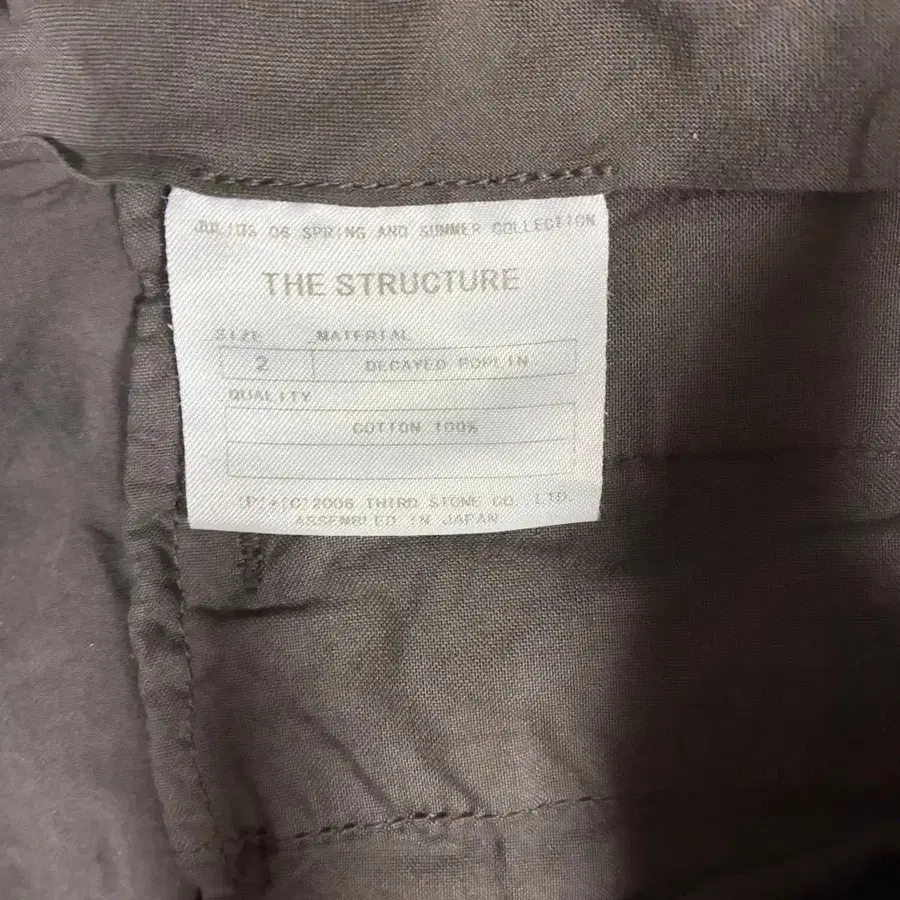 JULIUS 06 SPRING AND SUMMER COLLECTION
THE STRUCTURE
SIZE MATERIAL
2 DECAYED POPLIN
QUALITY
COTTON 100%
(P)+(C)2006 THIRD STONE CO., LTD.
ASSEMBLED IN JAPAN